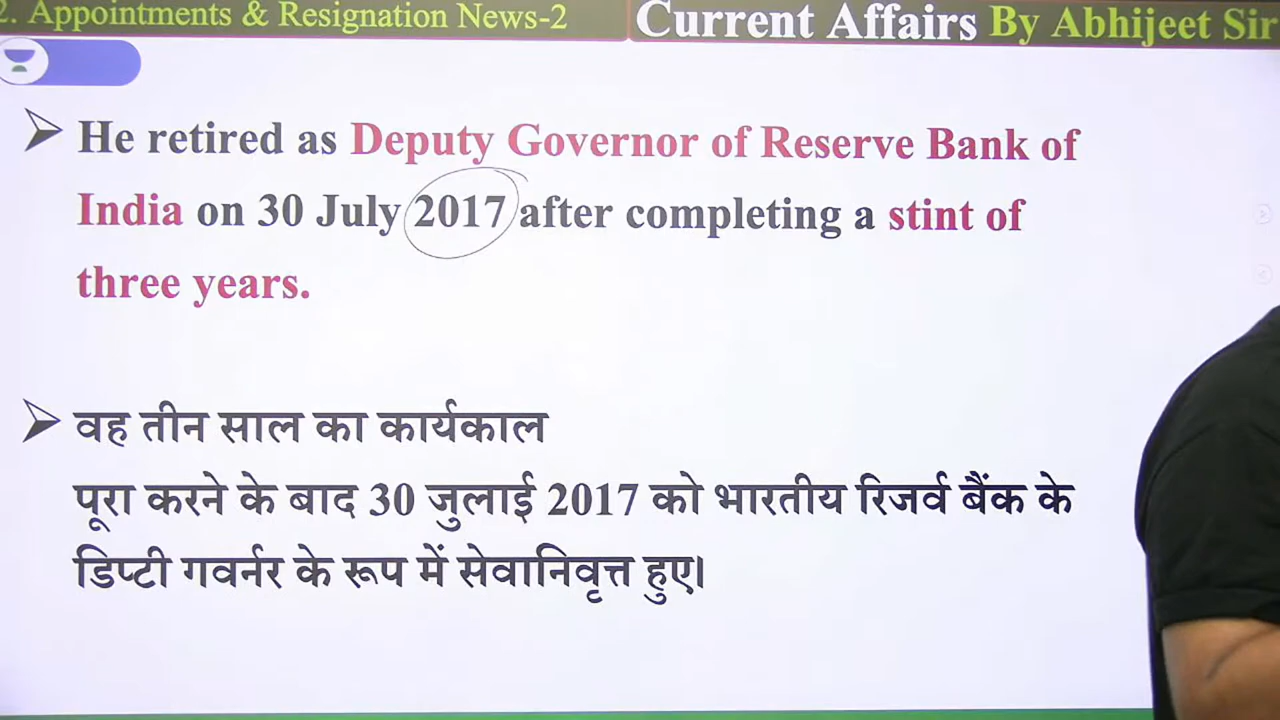 2. Appointments & Resignation News-2
Current Affairs By Abhijeet Sir
He retired as Deputy Governor of Reserve Bank of
India on 30 July 2017 after completing a stint of
three years.
वह तीन साल का कार्यकाल
पूरा करने के बाद 30 जुलाई 2017 को भारतीय रिजर्व बैंक के
डिप्टी गवर्नर के रूप में सेवानिवृत्त हुए।